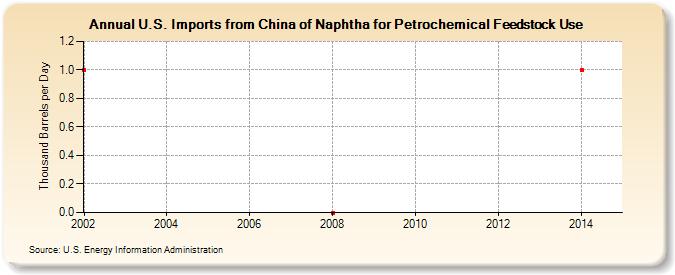 Annual U.S. Imports from China of Naphtha for Petrochemical Feedstock Use
Thousand Barrels per Day
1.2
1.0
0.8
0.6
0.4
0.2
0.0
2002 2004 2006 2008 2010 2012 2014
Source: U.S. Energy Information Administration